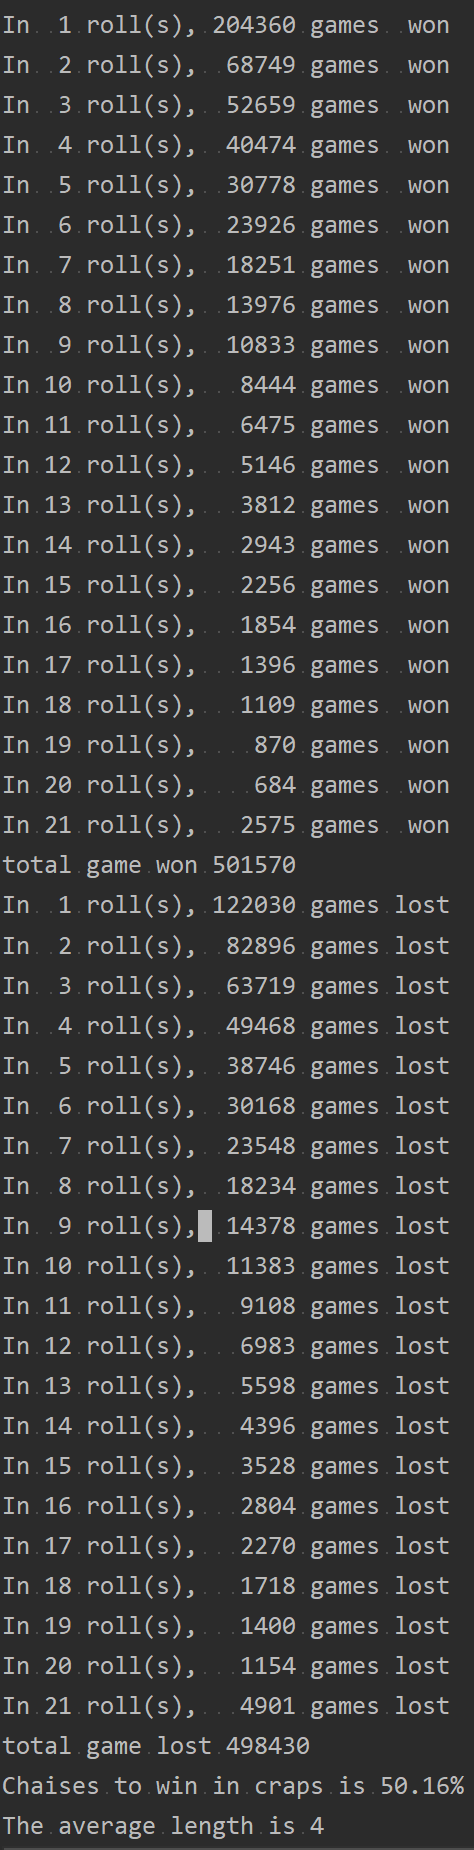 In  1 roll(s), 204360 games  won
In  2 roll(s),  68749 games  won
In  3 roll(s),  52659 games  won
In  4 roll(s),  40474 games  won
In  5 roll(s),  30778 games  won
In  6 roll(s),  23926 games  won
In  7 roll(s),  18251 games  won
In  8 roll(s),  13976 games  won
In  9 roll(s),  10833 games  won
In 10 roll(s),   8444 games  won
In 11 roll(s),   6475 games  won
In 12 roll(s),   5146 games  won
In 13 roll(s),   3812 games  won
In 14 roll(s),   2943 games  won
In 15 roll(s),   2256 games  won
In 16 roll(s),   1854 games  won
In 17 roll(s),   1396 games  won
In 18 roll(s),   1109 games  won
In 19 roll(s),    870 games  won
In 20 roll(s),    684 games  won
In 21 roll(s),   2575 games  won
total game won 501570
In  1 roll(s), 122030 games lost
In  2 roll(s),  82896 games lost
In  3 roll(s),  63719 games lost
In  4 roll(s),  49468 games lost
In  5 roll(s),  38746 games lost
In  6 roll(s),  30168 games lost
In  7 roll(s),  23548 games lost
In  8 roll(s),  18234 games lost
In  9 roll(s),  14378 games lost
In 10 roll(s),  11383 games lost
In 11 roll(s),   9108 games lost
In 12 roll(s),   6983 games lost
In 13 roll(s),   5598 games lost
In 14 roll(s),   4396 games lost
In 15 roll(s),   3528 games lost
In 16 roll(s),   2804 games lost
In 17 roll(s),   2270 games lost
In 18 roll(s),   1718 games lost
In 19 roll(s),   1400 games lost
In 20 roll(s),   1154 games lost
In 21 roll(s),   4901 games lost
total game lost 498430
Chaises to win in craps is 50.16%
The average length is 4